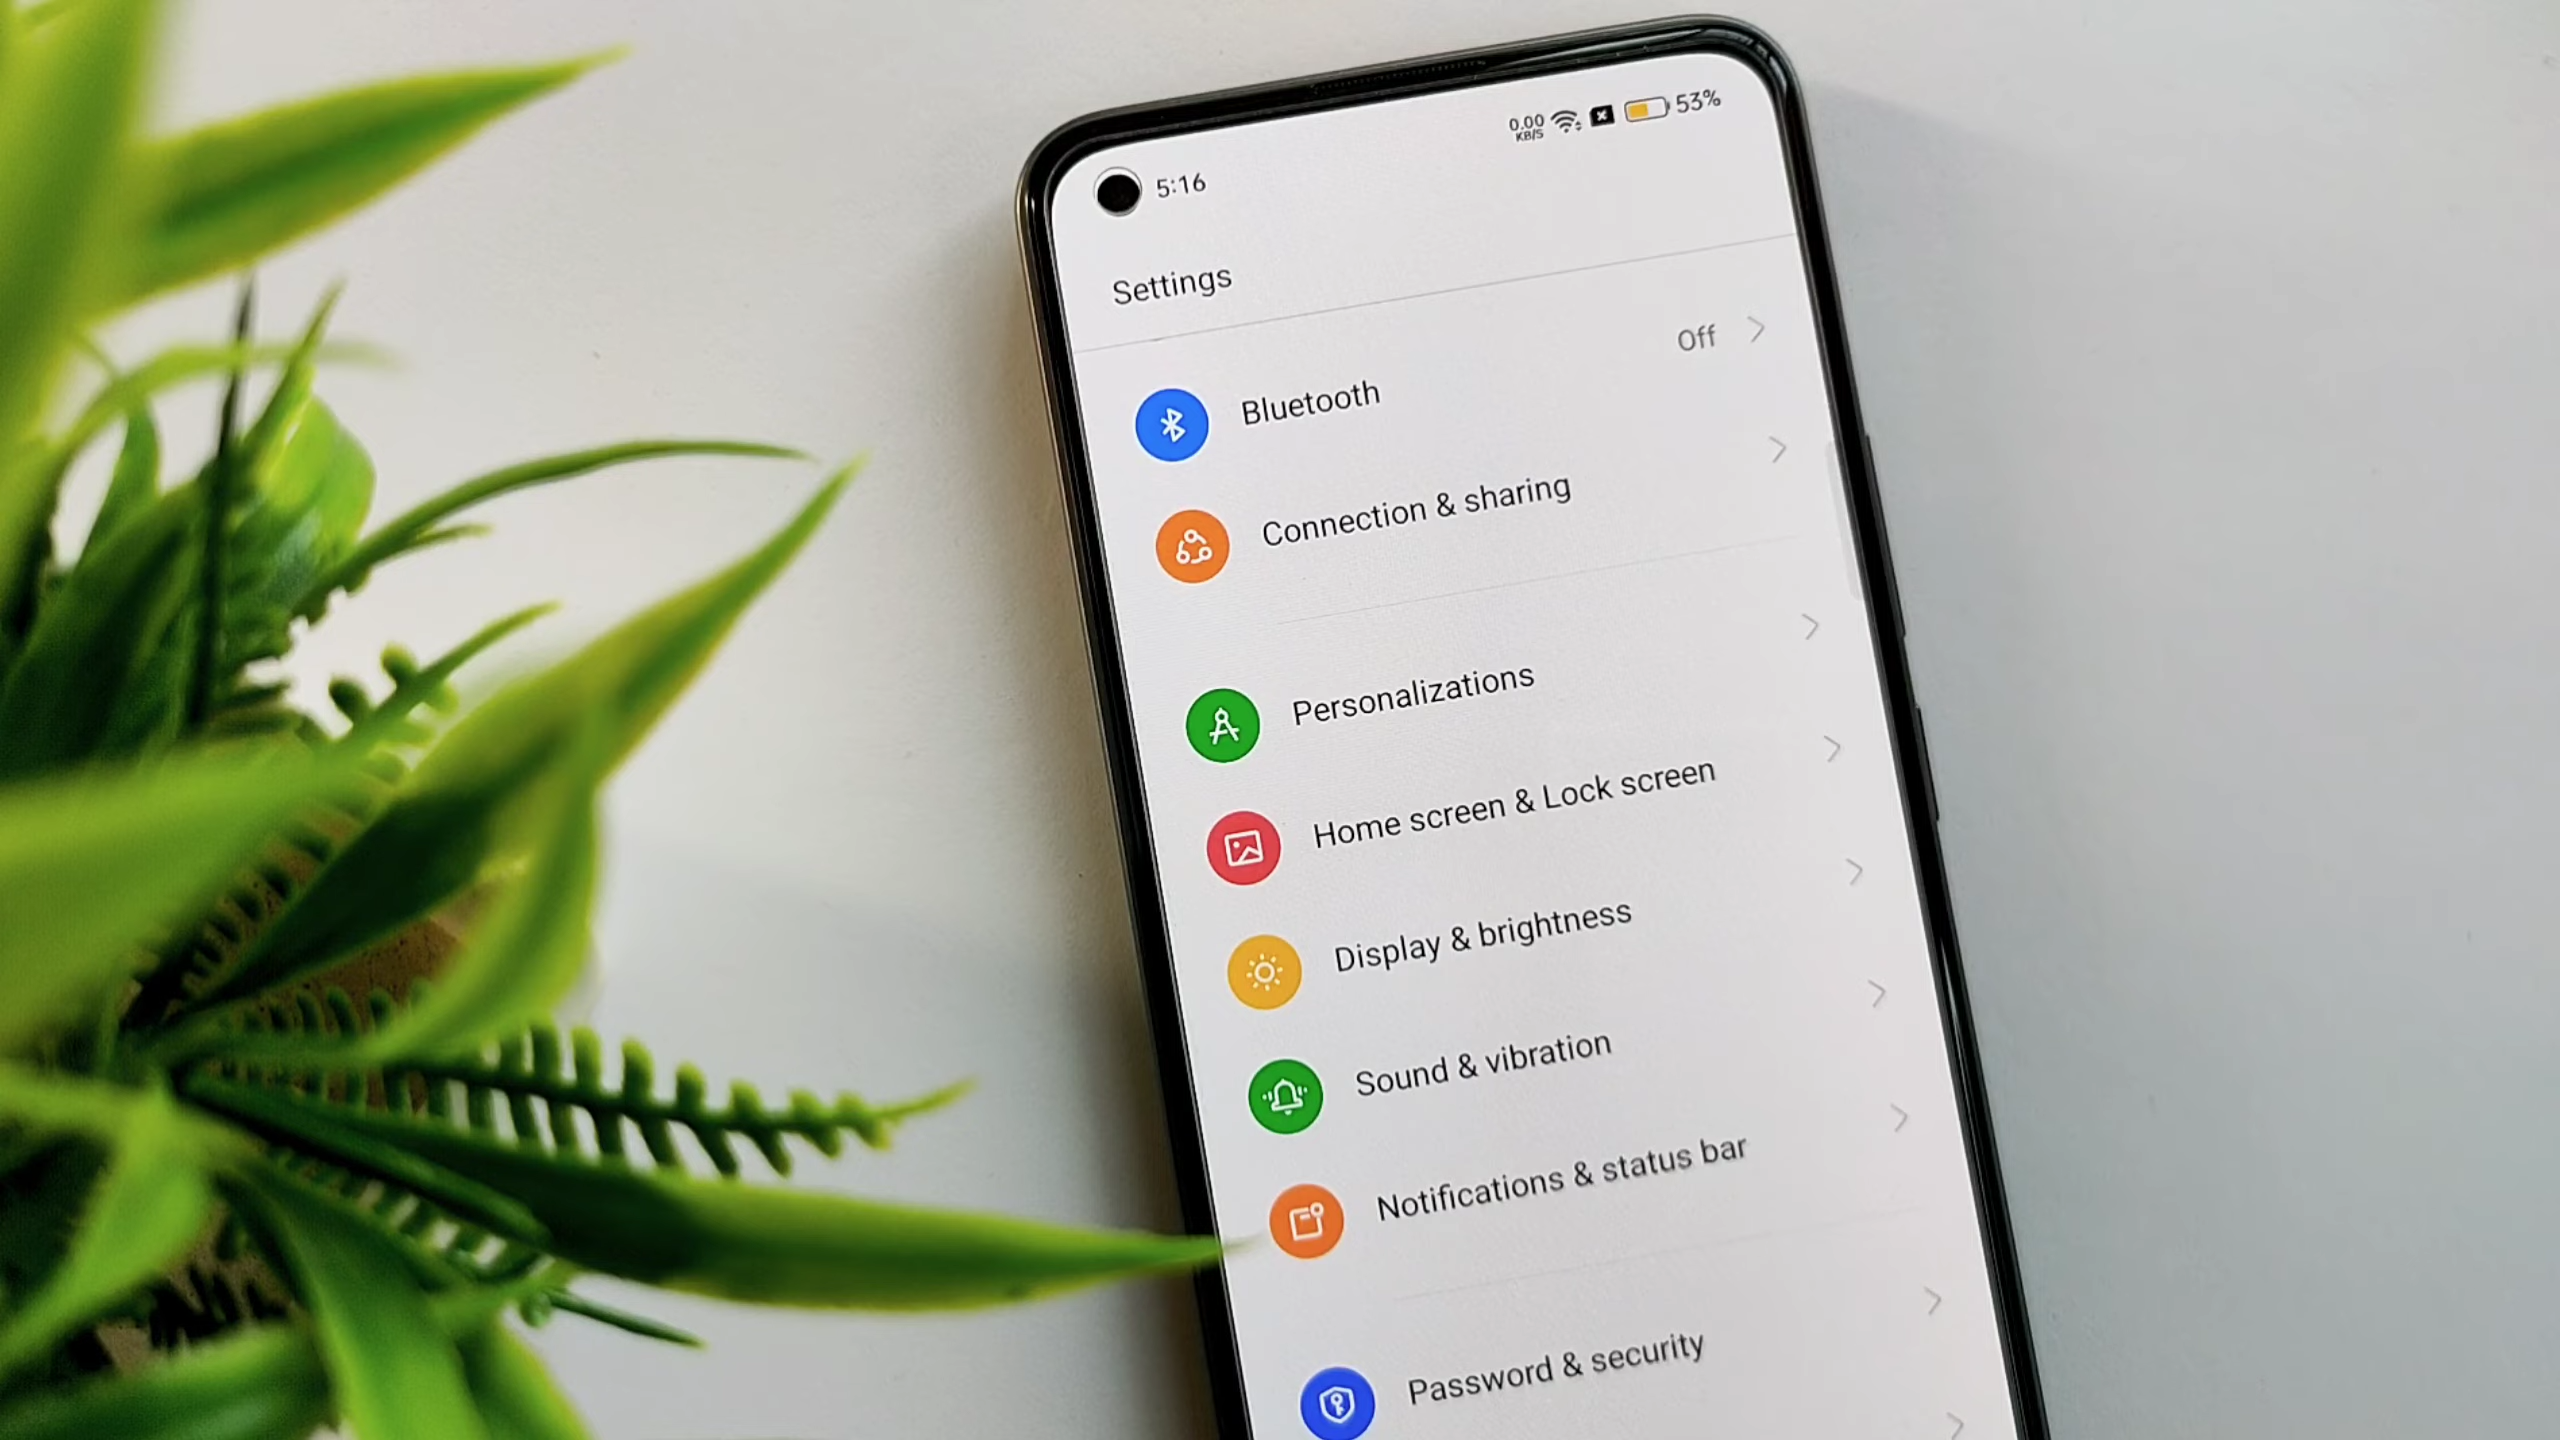 5:16
0.00
KB/S
53%
Settings
Bluetooth Off
Connection & sharing
Personalizations
Home screen & Lock screen
Display & brightness
Sound & vibration
Notifications & status bar
Password & security